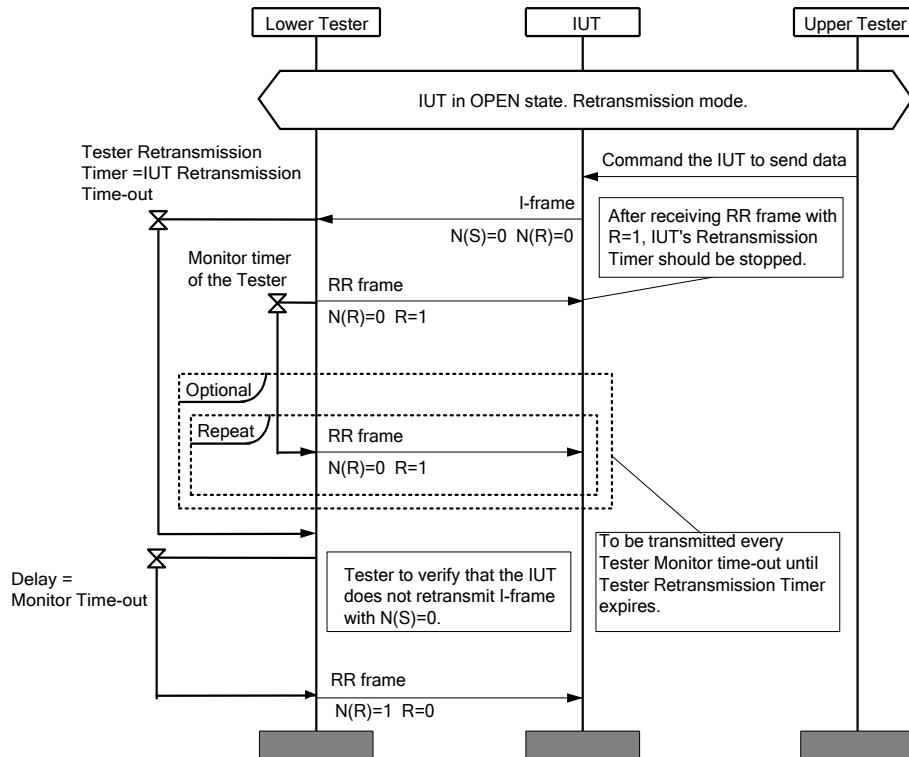 Lower Tester
IUT
Upper Tester
IUT in OPEN state. Retransmission mode.
Tester Retransmission
Timer =IUT Retransmission
Time-out
Command the IUT to send data
I-frame
N(S)=0 N(R)=0
After receiving RR frame with
R=1, IUT's Retransmission
Timer should be stopped.
Monitor timer
of the Tester
RR frame
N(R)=0 R=1
Optional
Repeat
RR frame
N(R)=0 R=1
To be transmitted every
Tester Monitor time-out until
Tester Retransmission Timer
expires.
Delay =
Monitor Time-out
Tester to verify that the IUT
does not retransmit I-frame
with N(S)=0.
RR frame
N(R)=1 R=0